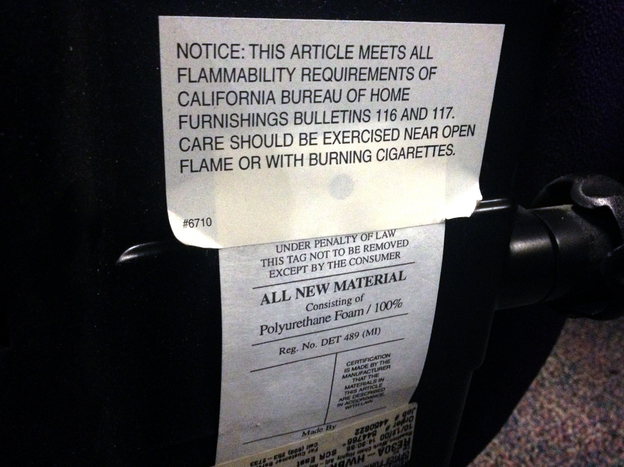 NOTICE: THIS ARTICLE MEETS ALL
FLAMMABILITY REQUIREMENTS OF
CALIFORNIA BUREAU OF HOME
FURNISHINGS BULLETINS 116 AND 117.
CARE SHOULD BE EXERCISED NEAR OPEN
FLAME OR WITH BURNING CIGARETTES.
#6710
UNDER PENALTY OF LAW
THIS TAG NOT TO BE REMOVED
EXCEPT BY THE CONSUMER
ALL NEW MATERIAL
Consisting of
Polyurethane Foam / 100%
Reg. No. DET 489 (MI)
CERTIFICATION
IS MADE BY THE
MANUFACTURER
THAT THE
MATERIALS IN
THIS ARTICLE
ARE DESCRIBED
IN ACCORDANCE
WITH LAW
Made By